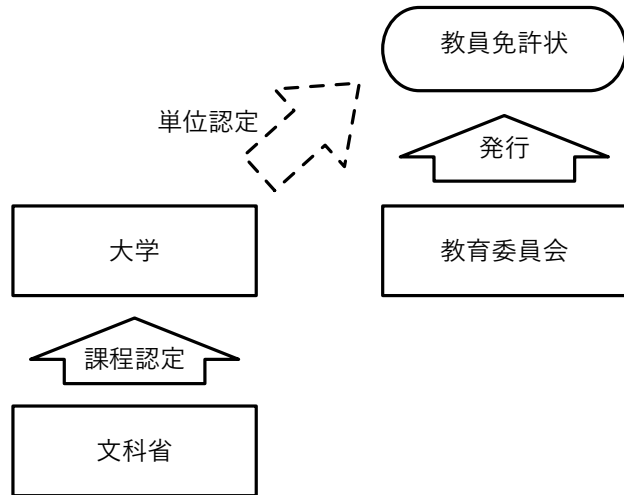 教員免許状
単位認定
発行
大学
教育委員会
課程認定
文科省